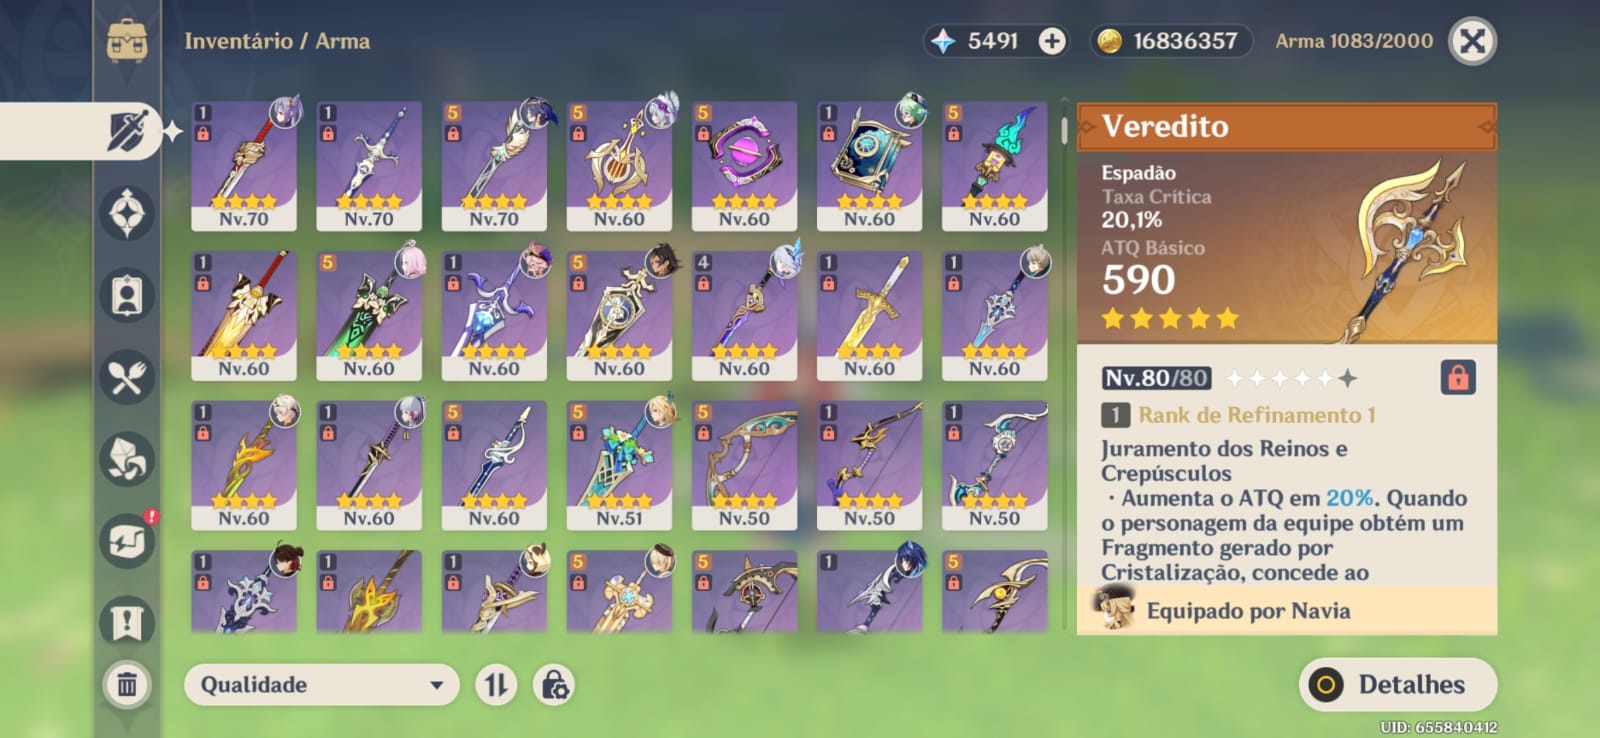 Inventário / Arma
5491
16836357
Arma 1083/2000
1 1 5 5 5 1 5
Nv.70 Nv.70 Nv.70 Nv.60 Nv.60 Nv.60 Nv.60
1 5 1 5 4 1 1
Nv.60 Nv.60 Nv.60 Nv.60 Nv.60 Nv.60 Nv.60
1 1 5 5 5 1 1
Nv.60 Nv.60 Nv.60 Nv.51 Nv.50 Nv.50 Nv.50
1 1 1 5 5 1 5
Qualidade
Veredito
Espadão
Taxa Crítica
20,1%
ATQ Básico
590
Nv.80/80
1 Rank de Refinamento 1
Juramento dos Reinos e
Crepúsculos
· Aumenta o ATQ em 20%. Quando
o personagem da equipe obtém um
Fragmento gerado por
Cristalização, concede ao
Equipado por Navia
Detalhes
UID: 655840412